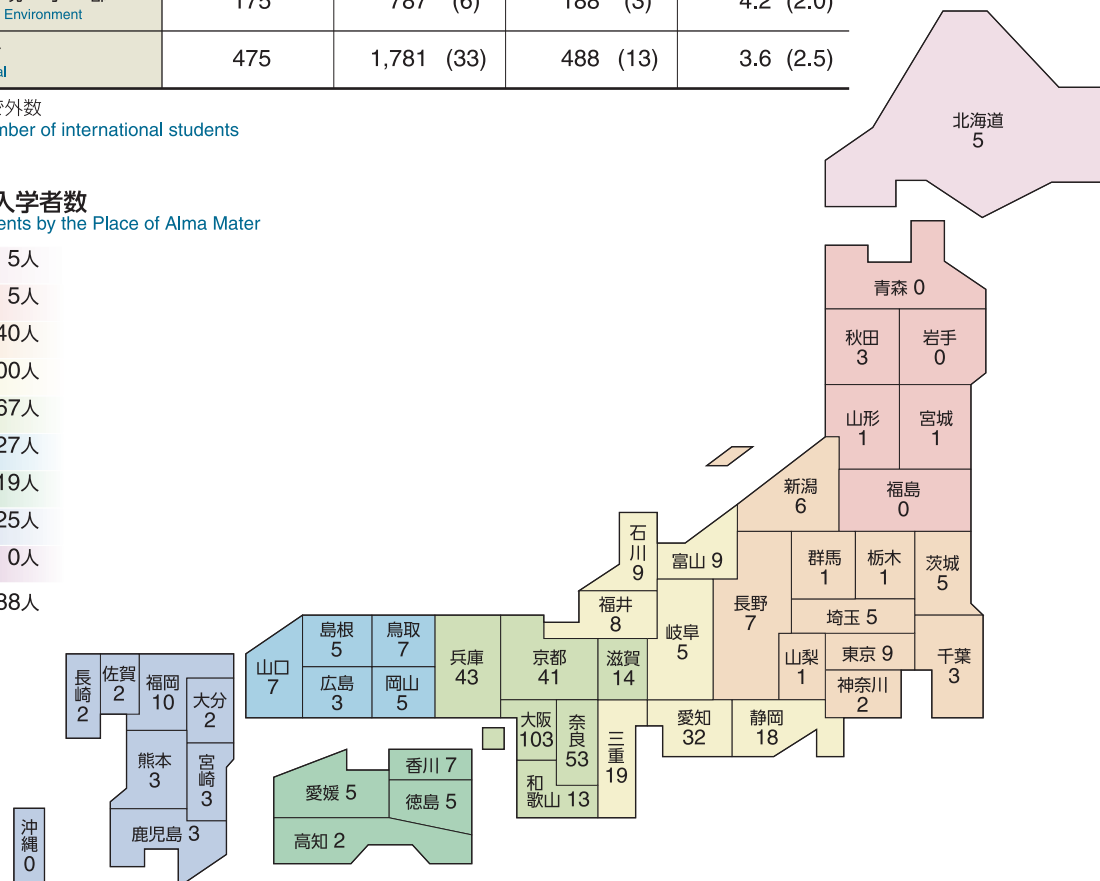 175 787 (6) 188 (3) 4.2 (2.0)
Environment
475 1,781 (33) 488 (13) 3.6 (2.5)
外数
mber of international students
入学者数
ents by the Place of Alma Mater
5人
5人
40人
00人
67人
27人
19人
25人
0人
38人
北海道
5
青森 0
秋田
3
岩手
0
山形
1
宮城
1
新潟
6
福島
0
石川
9
富山 9
福井
8
岐阜
5
長野
7
群馬
1
栃木
1
茨城
5
埼玉 5
山梨
1
東京 9
神奈川
2
千葉
3
愛知
32
静岡
18
三重
19
滋賀
14
京都
41
兵庫
43
大阪
103
奈良
53
和歌山 13
鳥取
7
島根
5
岡山
5
広島
3
山口
7
香川 7
愛媛 5
徳島 5
高知 2
長崎
2
佐賀
2
福岡
10
大分
2
熊本
3
宮崎
3
鹿児島 3
沖縄
0